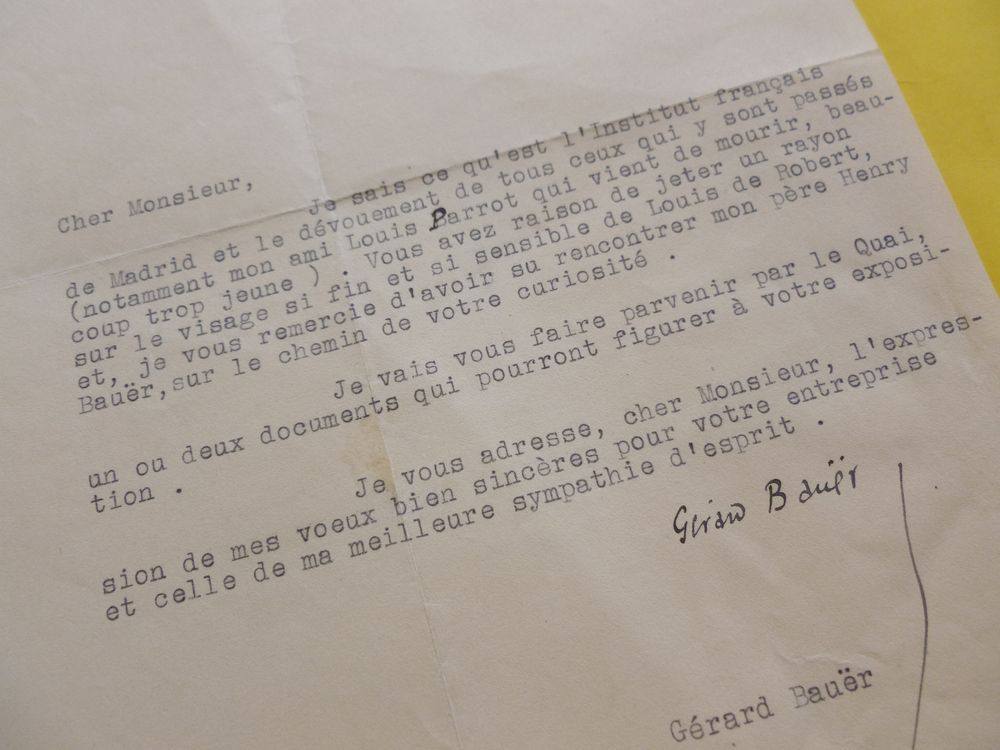 Cher Monsieur,
Je sais ce qu'est l'Institut français
de Madrid et le dévouement de tous ceux qui y sont passés
(notamment mon ami Louis Parrot qui vient de mourir, beau-
coup trop jeune ) . Vous avez raison de jeter un rayon
sur le visage si fin et si sensible de Louis de Robert,
et, je vous remercie d'avoir su rencontrer mon père Henry
Bauër,sur le chemin de votre curiosité .
Je vais vous faire parvenir par le Quai,
un ou deux documents qui pourront figurer à votre exposi-
tion .
Je vous adresse, cher Monsieur, l'expres-
sion de mes voeux bien sincères pour votre entreprise
et celle de ma meilleure sympathie d'esprit .
Gérard Bauër
Gérard Bauër